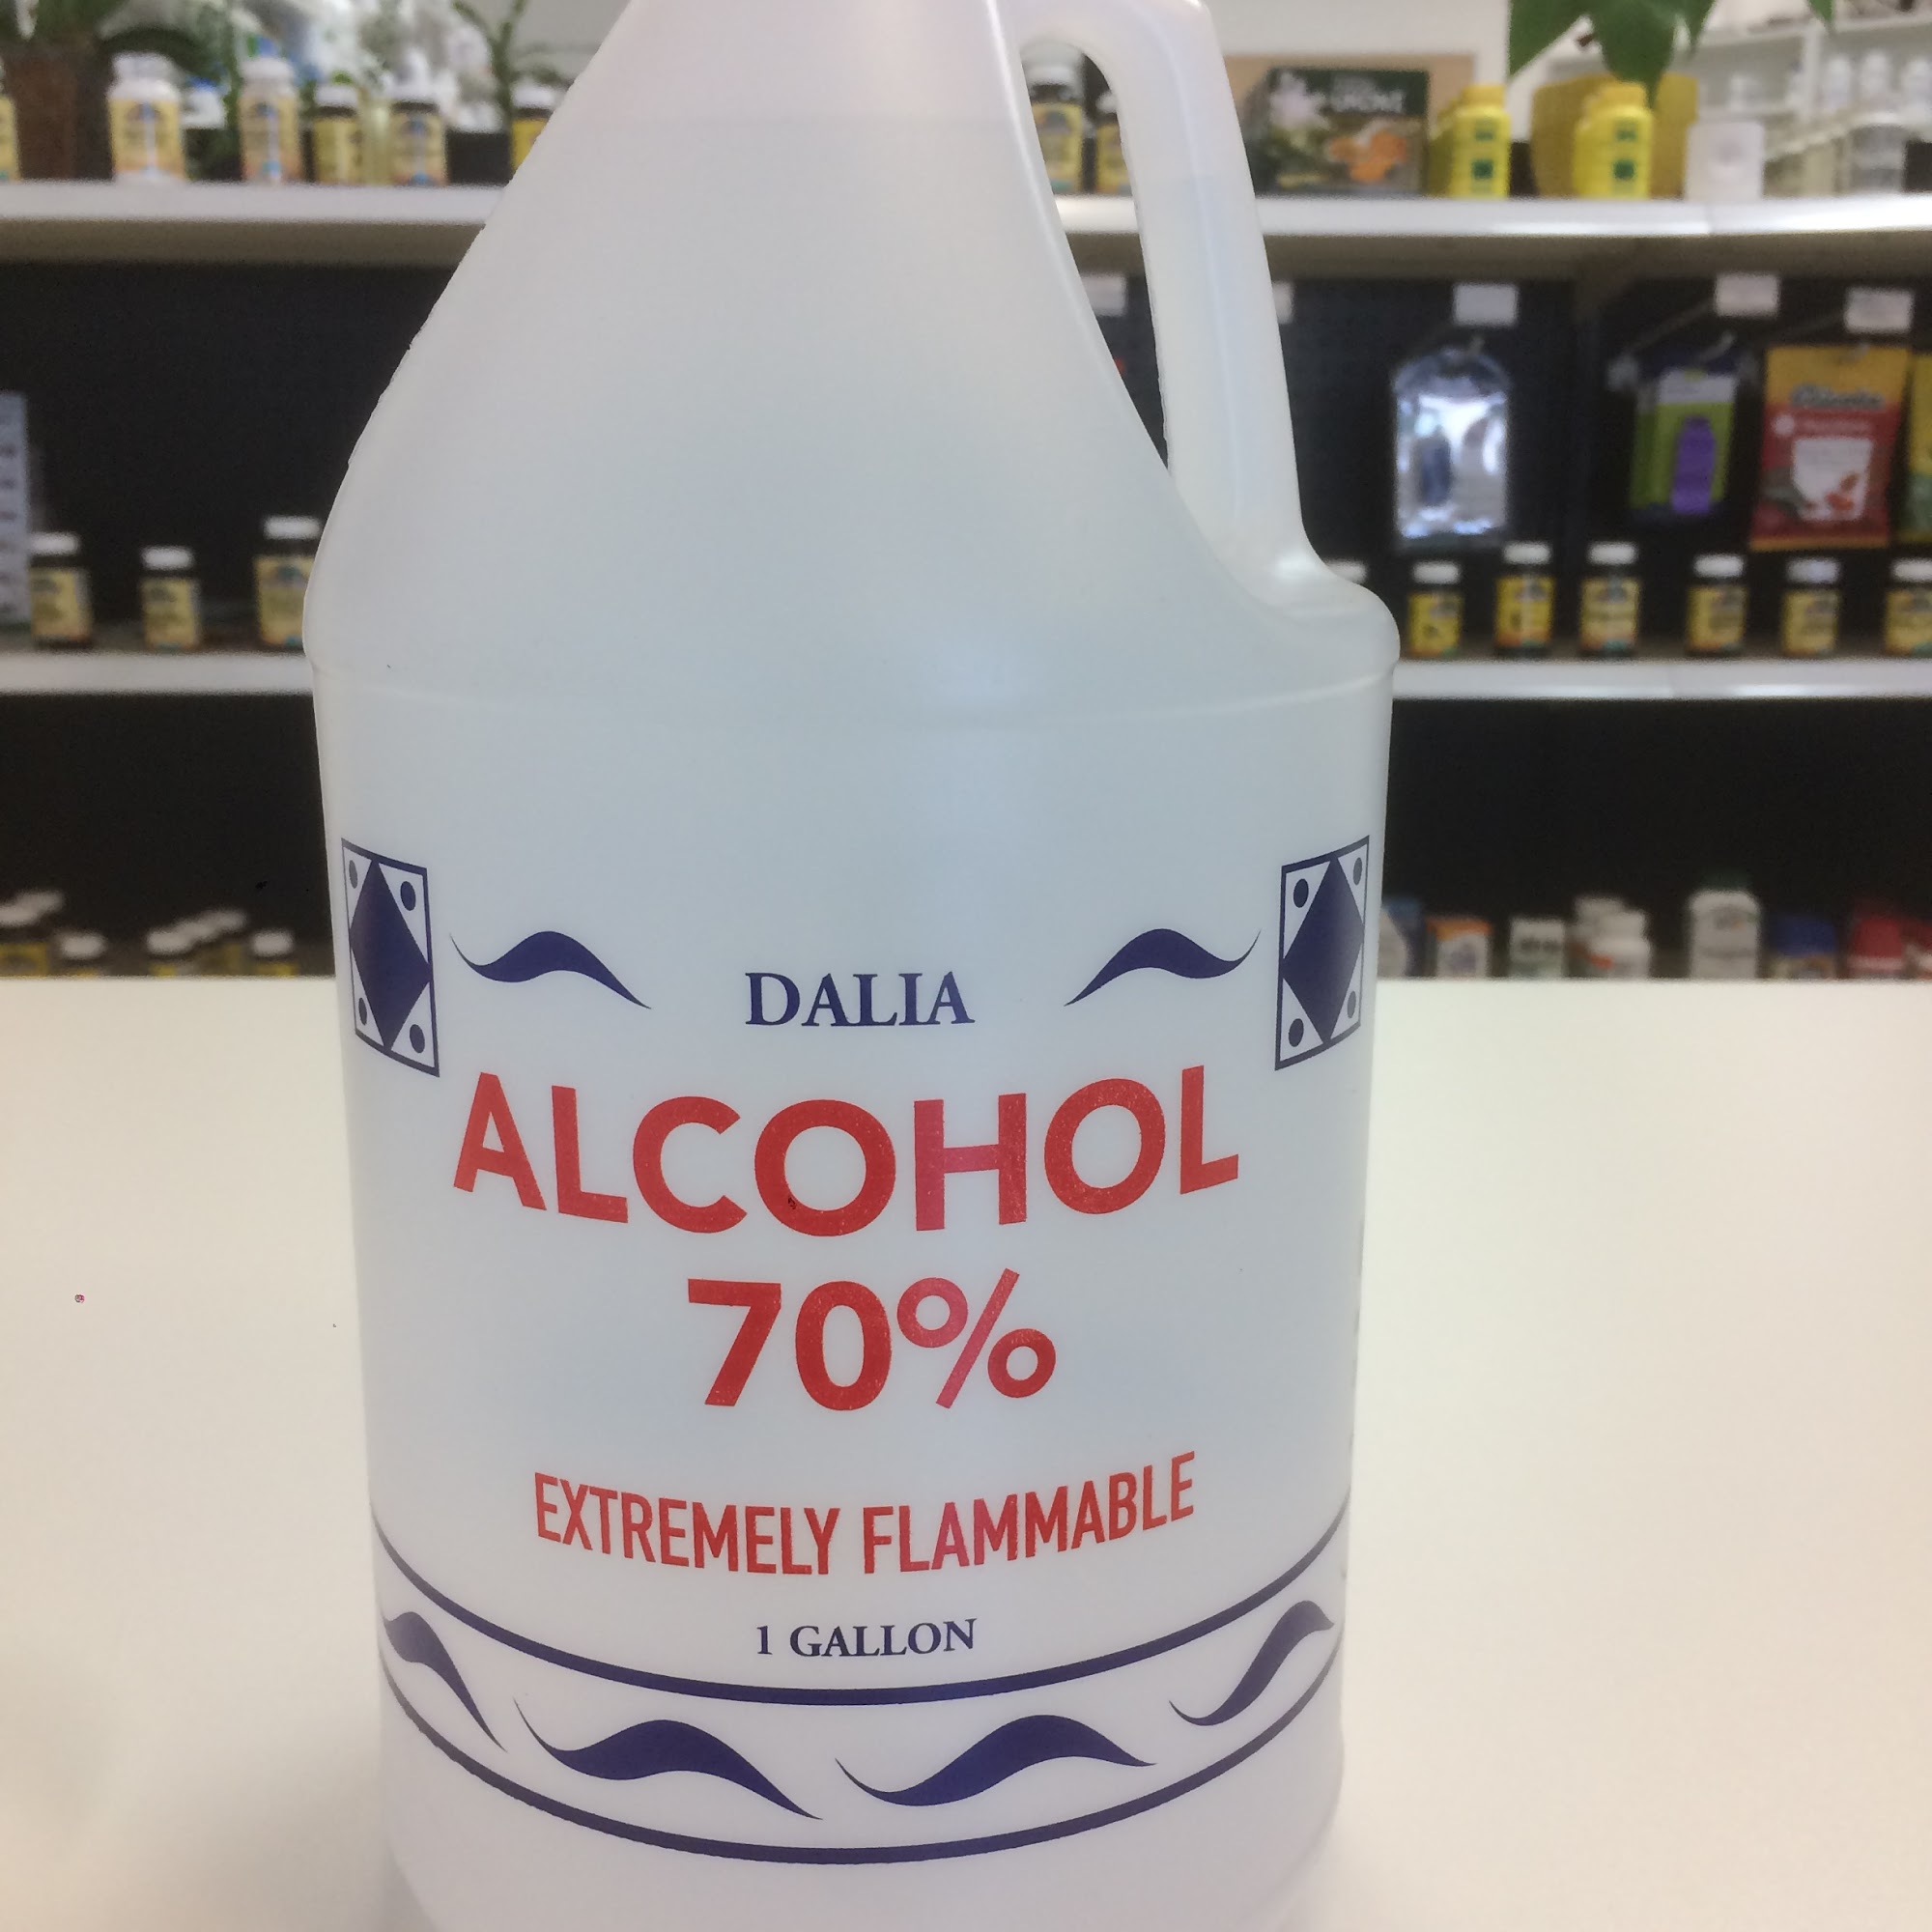 DALIA
ALCOHOL
70%
EXTREMELY FLAMMABLE
1 GALLON